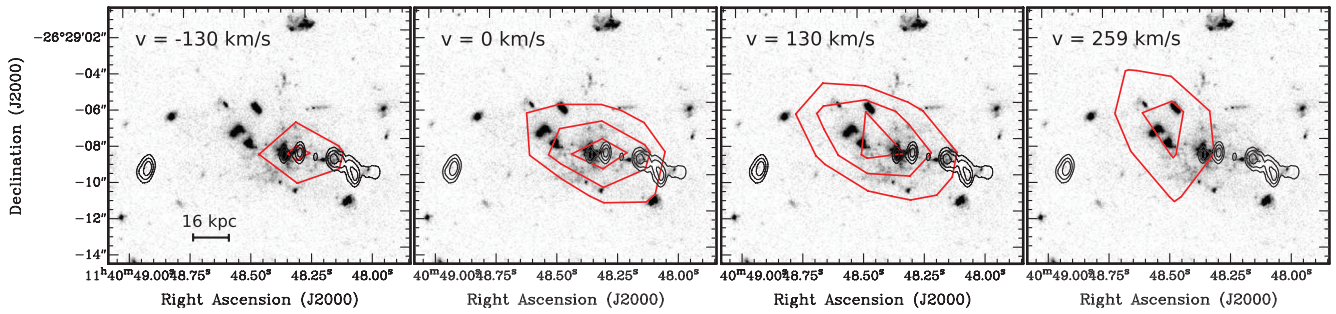 v = -130 km/s
v = 0 km/s
v = 130 km/s
v = 259 km/s
Declination (J2000)
-26°29'02"
-04"
-06"
-08"
-10"
-12"
-14"
16 kpc
11ʰ40ᵐ49.00ˢ 48.75ˢ 48.50ˢ 48.25ˢ 48.00ˢ
40ᵐ49.00ˢ 48.75ˢ 48.50ˢ 48.25ˢ 48.00ˢ
40ᵐ49.00ˢ 48.75ˢ 48.50ˢ 48.25ˢ 48.00ˢ
40ᵐ49.00ˢ 48.75ˢ 48.50ˢ 48.25ˢ 48.00ˢ
Right Ascension (J2000)
Right Ascension (J2000)
Right Ascension (J2000)
Right Ascension (J2000)